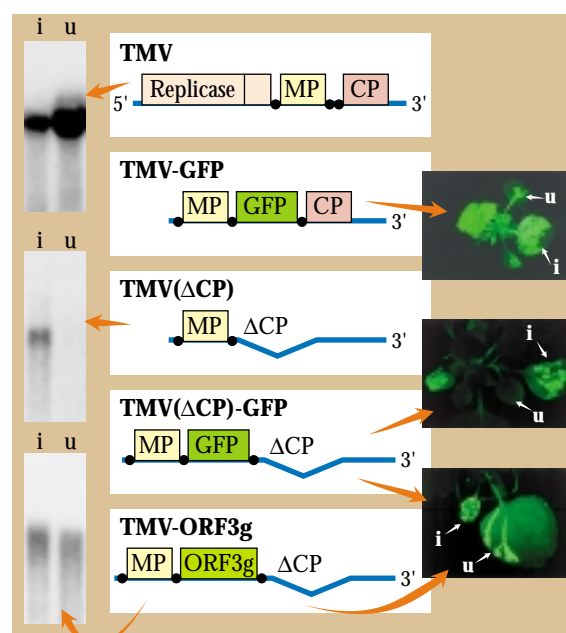 i u
TMV
5' Replicase MP CP 3'
TMV-GFP
MP GFP CP 3'
u
i
i u
TMV(ΔCP)
MP ΔCP 3'
i
u
TMV(ΔCP)-GFP
MP GFP ΔCP 3'
i u
i
u
TMV-ORF3g
MP ORF3g ΔCP 3'